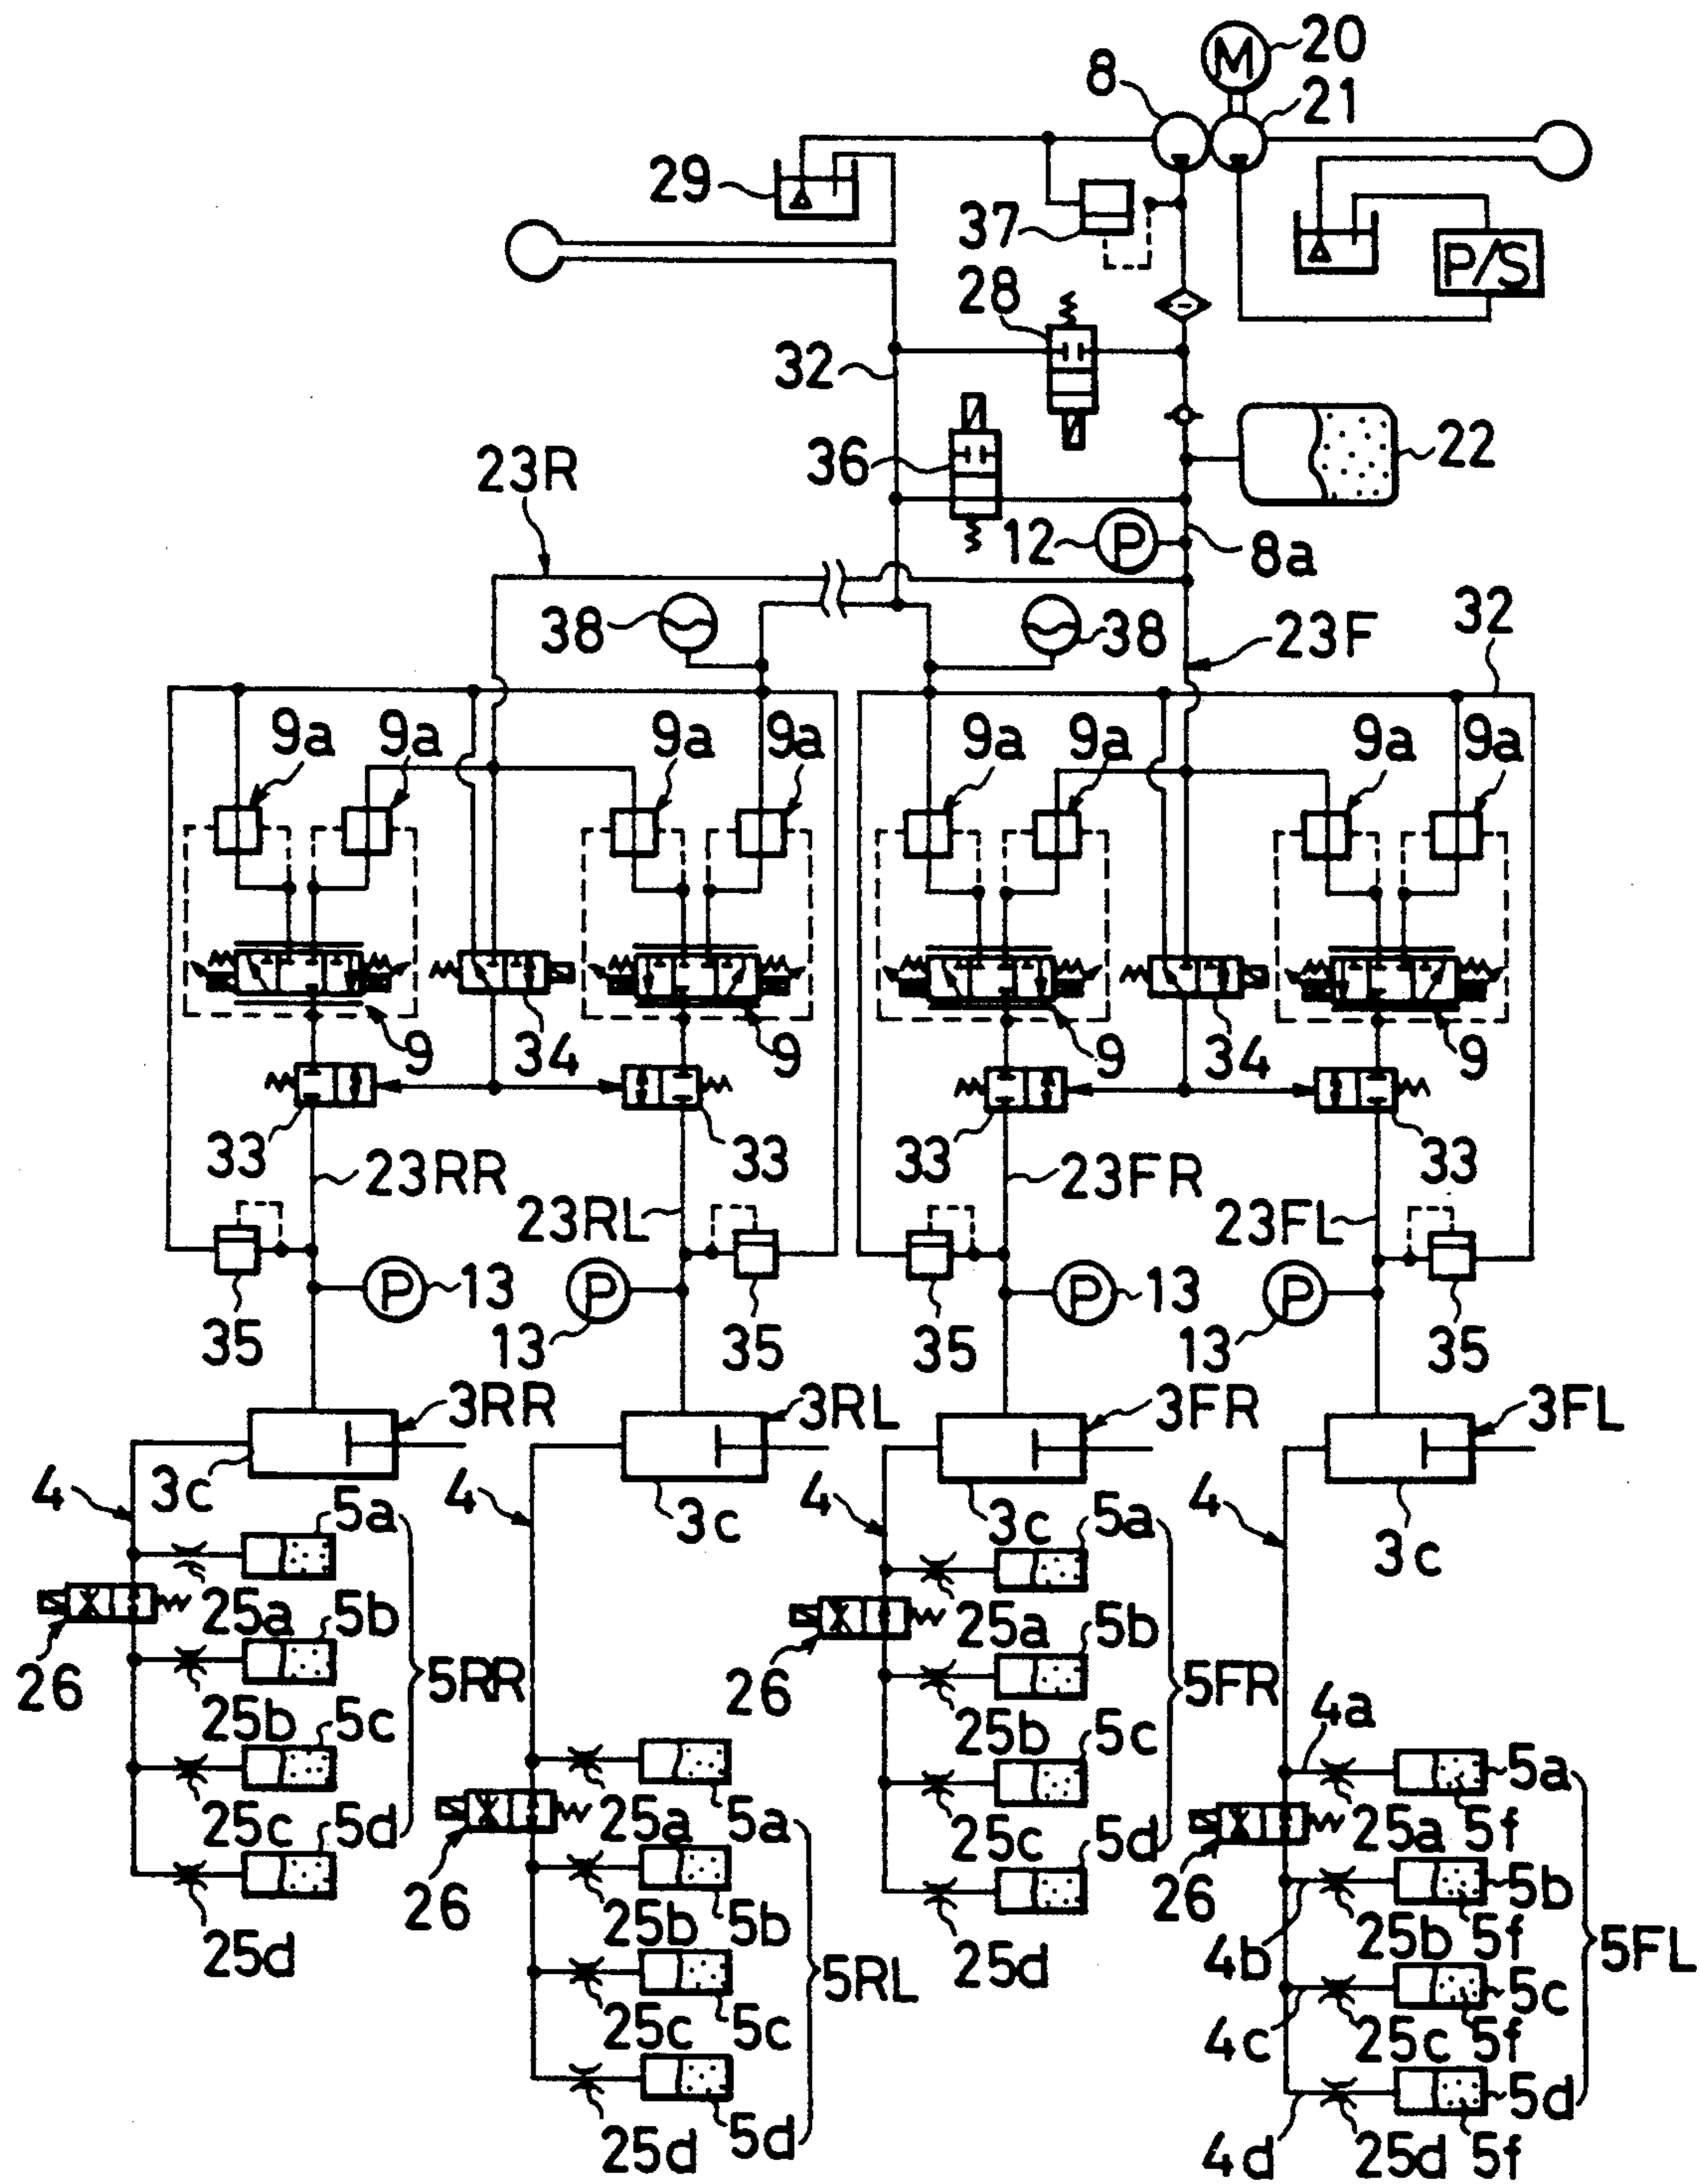 M 20
8 21
29
37
P/S
28
32
36 22
23R
12 P 8a
38 38 23F 32
9a 9a 9a 9a 9a 9a 9a 9a
9 34 9 9 34 9
33 33 33 33
23RR 23FR
23RL 23FL
P 13 P P 13 P
35 13 35 35 13 35
3RR 3RL 3FR 3FL
4 3c 4 3c 4 3c 4 3c
5a 5a
25a 5b 25a 5b
26 5RR 26 5FR
25b 5c 25b 5c
4a
25c 5d 5a 25c 5d 5a
25a 25a 5f
26 26 5b
25d 25b 5b 25d 4b 25b 5f
5RL 5FL
5c
25c 5c 4c 25c 5f
5d
25d 5d 4d 25d 5f